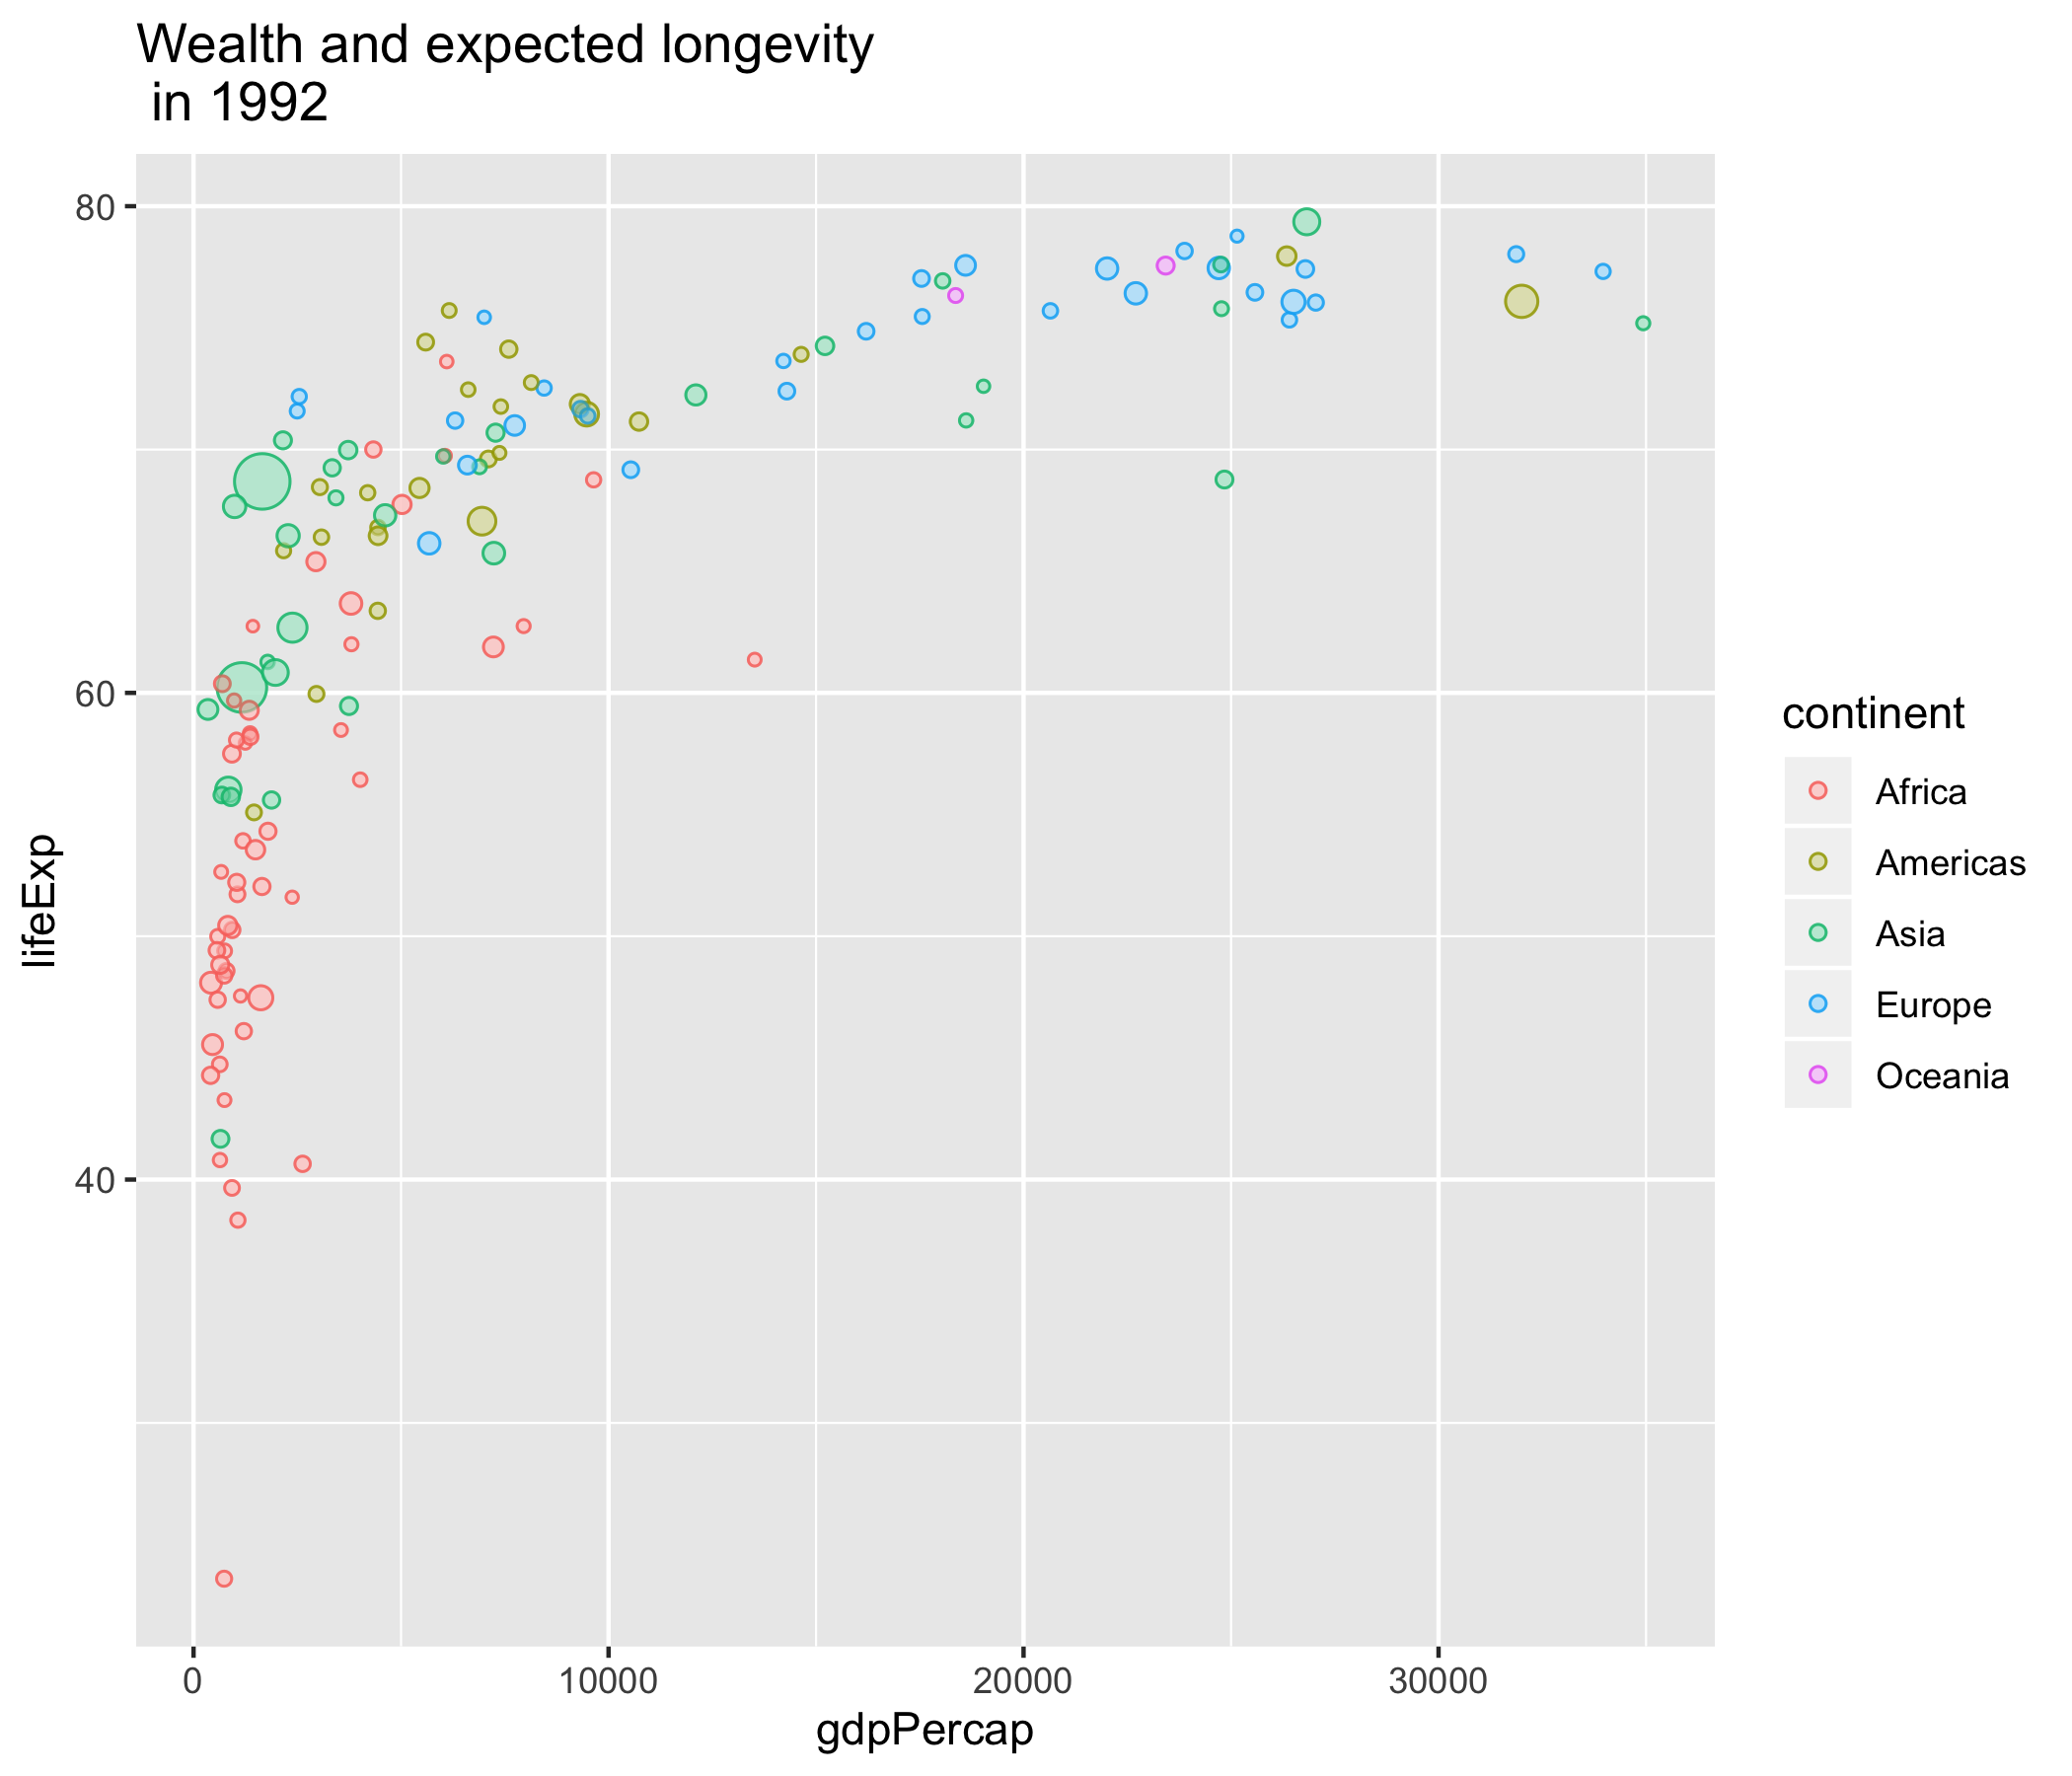 Wealth and expected longevity
in 1992
80
60
40
lifeExp
0
10000
20000
30000
gdpPercap
continent
Africa
Americas
Asia
Europe
Oceania